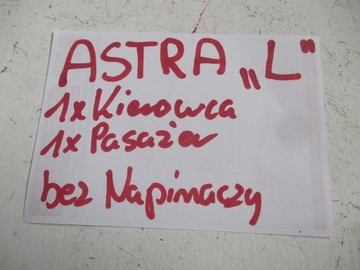 ASTRA „L”
1x Kierowca
1x Pasażer
bez Napinaczy